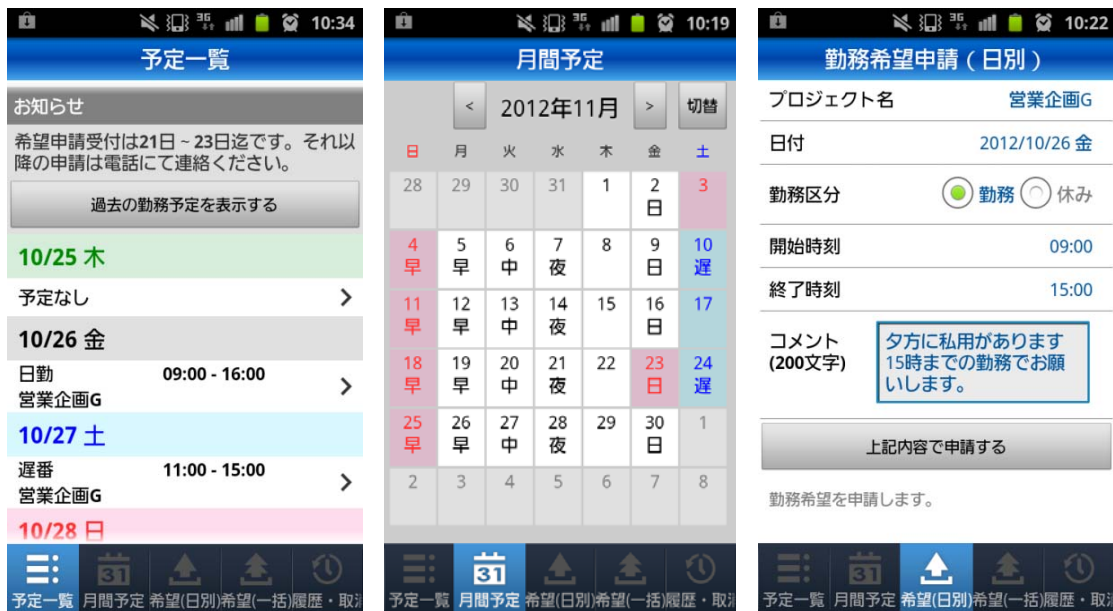 3G 10:34
予定一覧
お知らせ
希望申請受付は21日~23日迄です。それ以
降の申請は電話にて連絡ください。
過去の勤務予定を表示する
10/25 木
予定なし
10/26 金
日勤 09:00 - 16:00
営業企画G
10/27 土
遅番 11:00 - 15:00
営業企画G
10/28 日
31
予定一覧 月間予定 希望(日別) 希望(一括) 履歴・取
3G 10:19
月間予定
< 2012年11月 > 切替
日 月 火 水 木 金 土
28 29 30 31 1 2 3
日
4 5 6 7 8 9 10
早 早 中 夜 日 遅
11 12 13 14 15 16 17
早 早 中 夜 日
18 19 20 21 22 23 24
早 早 中 夜 日 遅
25 26 27 28 29 30 1
早 早 中 夜 日
2 3 4 5 6 7 8
31
予定一覧 月間予定 希望(日別) 希望(一括) 履歴・取
3G 10:22
勤務希望申請(日別)
プロジェクト名 営業企画G
日付 2012/10/26 金
勤務区分 勤務 休み
開始時刻 09:00
終了時刻 15:00
コメント
(200文字)
夕方に私用があります
15時までの勤務でお願
いします。
上記内容で申請する
勤務希望を申請します。
31
予定一覧 月間予定 希望(日別) 希望(一括) 履歴・取